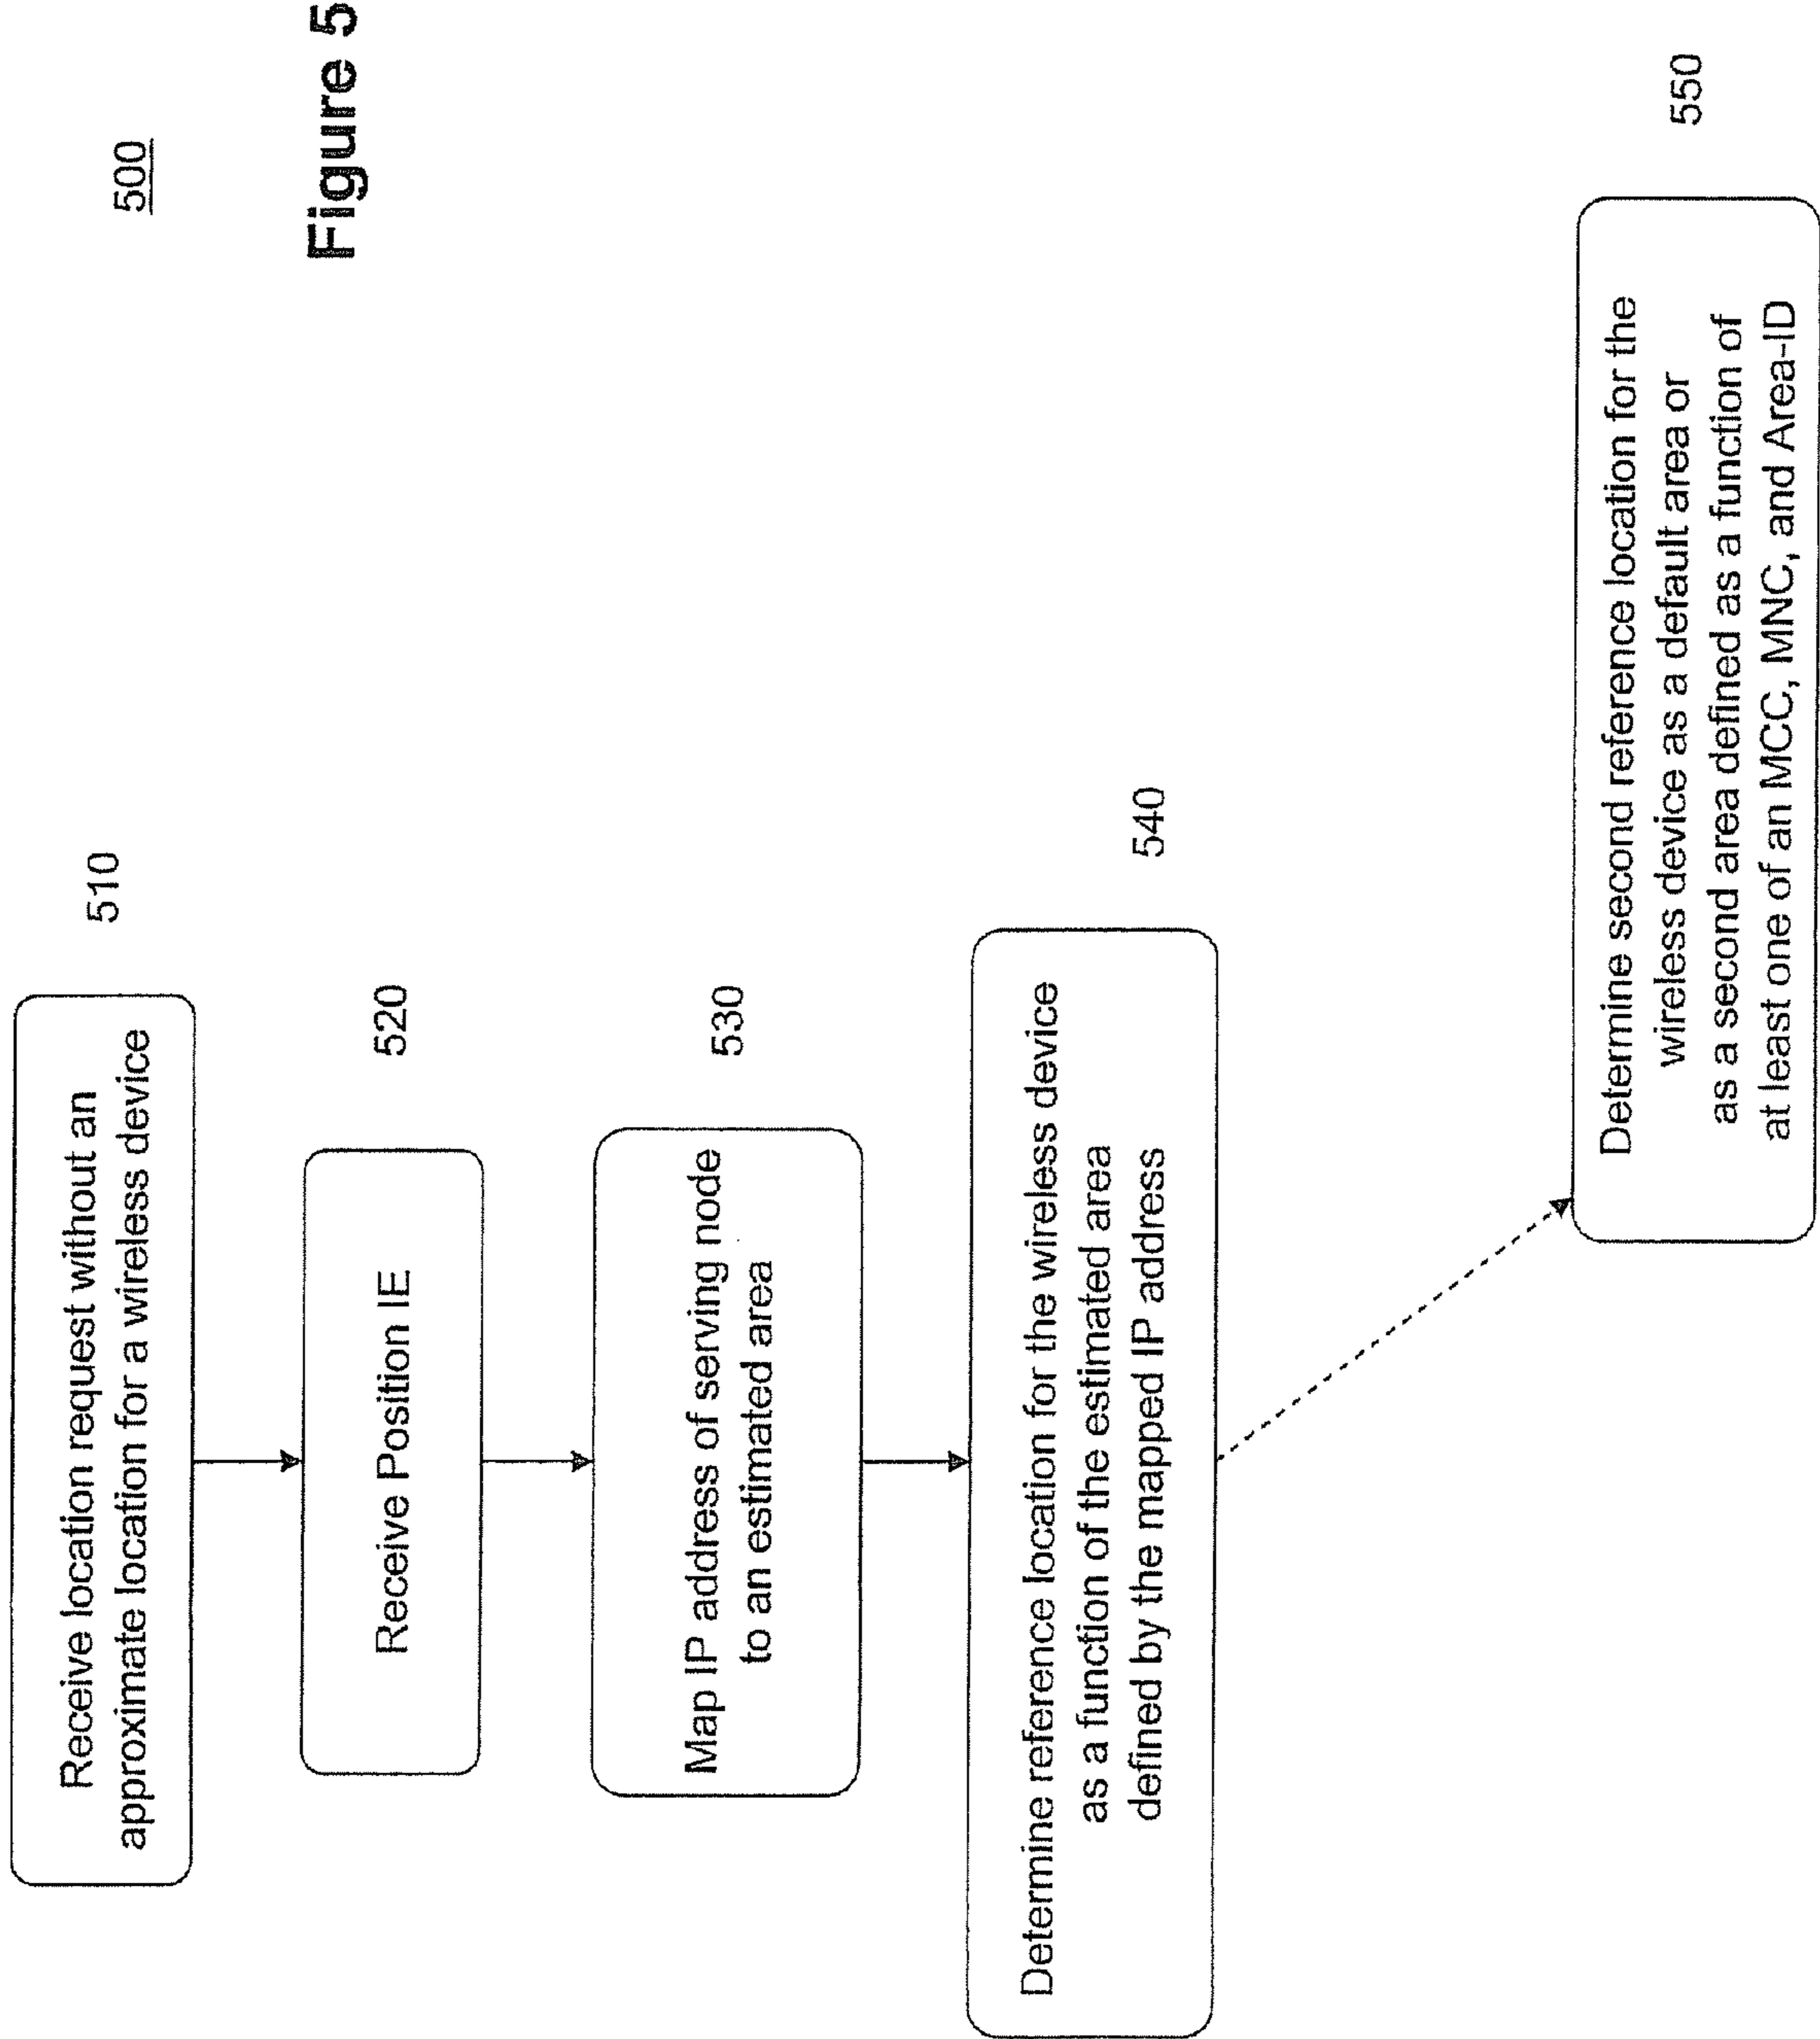 500
Figure 5
Receive location request without an
approximate location for a wireless device
510
Receive Position IE
520
Map IP address of serving node
to an estimated area
530
Determine reference location for the wireless device
as a function of the estimated area
defined by the mapped IP address
540
Determine second reference location for the
wireless device as a default area or
as a second area defined as a function of
at least one of an MCC, MNC, and Area-ID
550